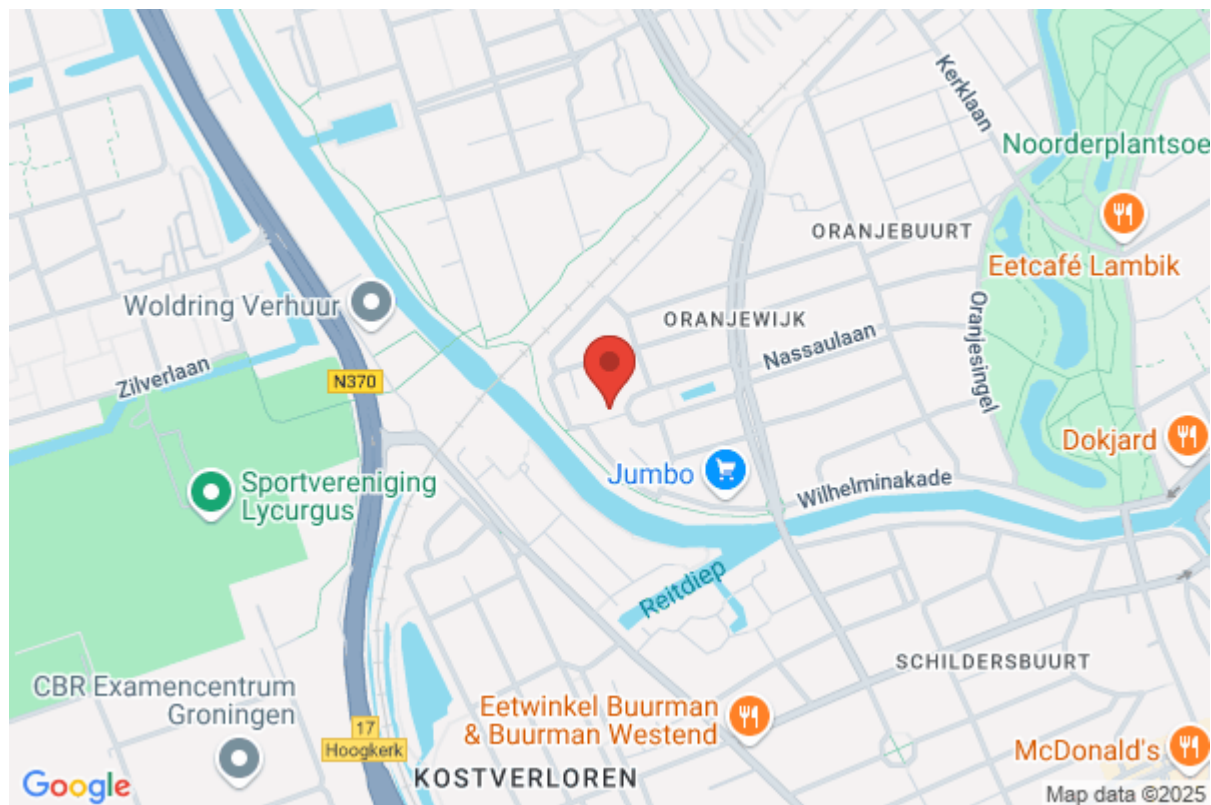 Kerklaan
Noorderplantsoe
ORANJEBUURT
Eetcafé Lambik
Woldring Verhuur
ORANJEWIJK
Nassaulaan
Oranjesingel
Zilverlaan
N370
Dokjard
Jumbo
Wilhelminakade
Sportvereniging
Lycurgus
Reitdiep
SCHILDERSBUURT
CBR Examencentrum
Groningen
Eetwinkel Buurman
& Buurman Westend
17
Hoogkerk
McDonald's
KOSTVERLOREN
Google
Map data ©2025